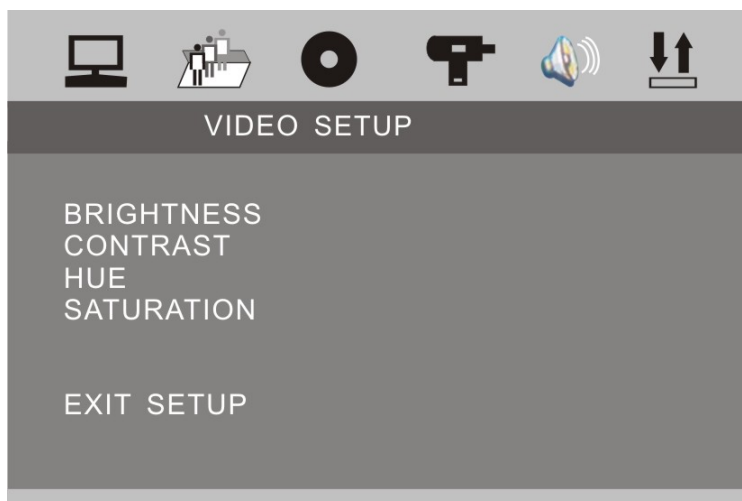 VIDEO SETUP
BRIGHTNESS
CONTRAST
HUE
SATURATION
EXIT SETUP